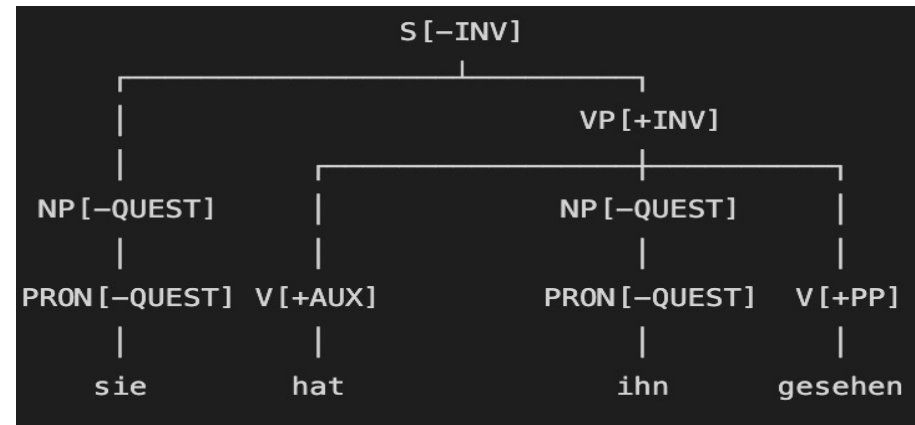 S[–INV]
VP[+INV]
NP[–QUEST] NP[–QUEST]
PRON[–QUEST] V[+AUX] PRON[–QUEST] V[+PP]
sie hat ihn gesehen